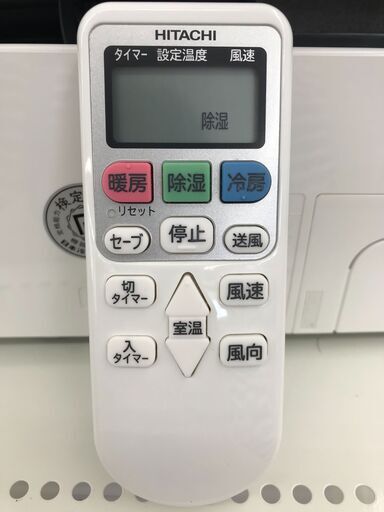 HITACHI
タイマー 設定温度 風速
除湿
暖房 除湿 冷房
リセット
セーブ 停止 送風
切タイマー
風速
室温
入タイマー
風向